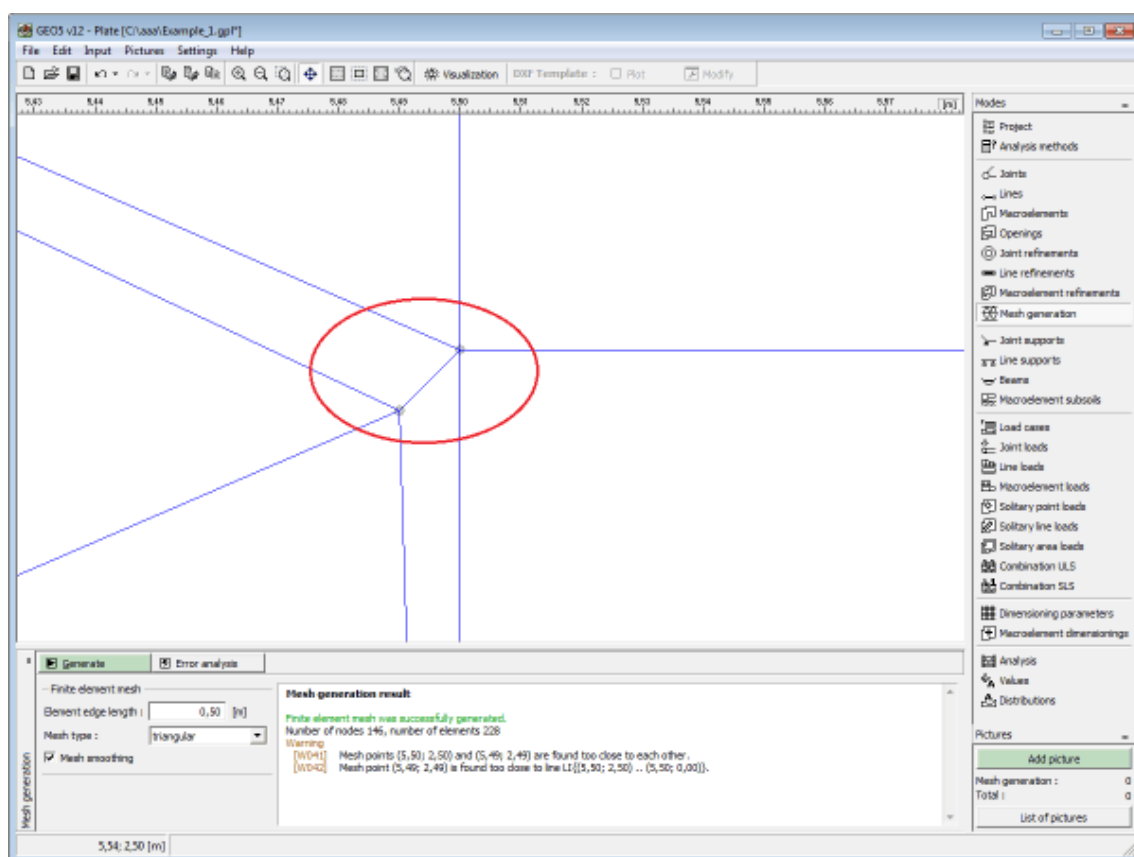 GEO5 v12 - Plate [C:\aaa\Example_1.gpl*]
File Edit Input Pictures Settings Help
Visualization DXF Template : Plot Modify
5,43 5,44 5,45 5,46 5,47 5,48 5,49 5,50 5,51 5,52 5,53 5,54 5,55 5,56 5,57 [m]
Modes
Project
Analysis methods
Joints
Lines
Macroelements
Openings
Joint refinements
Line refinements
Macroelement refinements
Mesh generation
Joint supports
Line supports
Beams
Macroelement subsoils
Load cases
Joint loads
Line loads
Macroelement loads
Solitary point loads
Solitary line loads
Solitary area loads
Combination ULS
Combination SLS
Dimensioning parameters
Macroelement dimensionings
Analysis
Values
Distributions
Generate Error analysis
Finite element mesh
Element edge length : 0,50 [m]
Mesh type : triangular
Mesh smoothing
Mesh generation
Mesh generation result
Finite element mesh was successfully generated.
Number of nodes 146, number of elements 228
Warning
[W041] Mesh points (5,50; 2,50) and (5,49; 2,49) are found too close to each other.
[W042] Mesh point (5,49; 2,49) is found too close to line LI{(5,50; 2,50) .. (5,50; 0,00)}.
Pictures
Add picture
Mesh generation : 0
Total : 0
List of pictures
5,54; 2,50 [m]